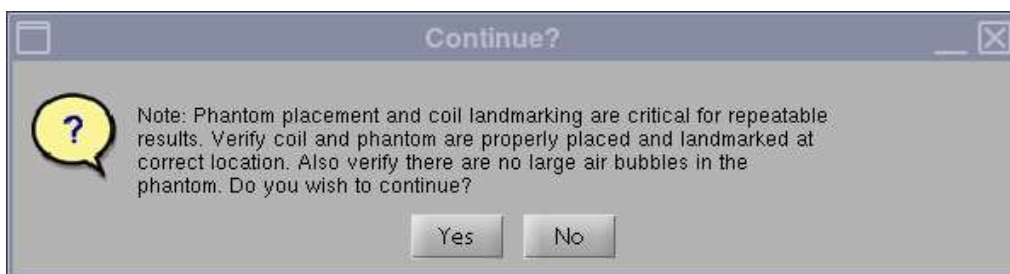 Continue?
?
Note: Phantom placement and coil landmarking are critical for repeatable
results. Verify coil and phantom are properly placed and landmarked at
correct location. Also verify there are no large air bubbles in the
phantom. Do you wish to continue?
Yes No